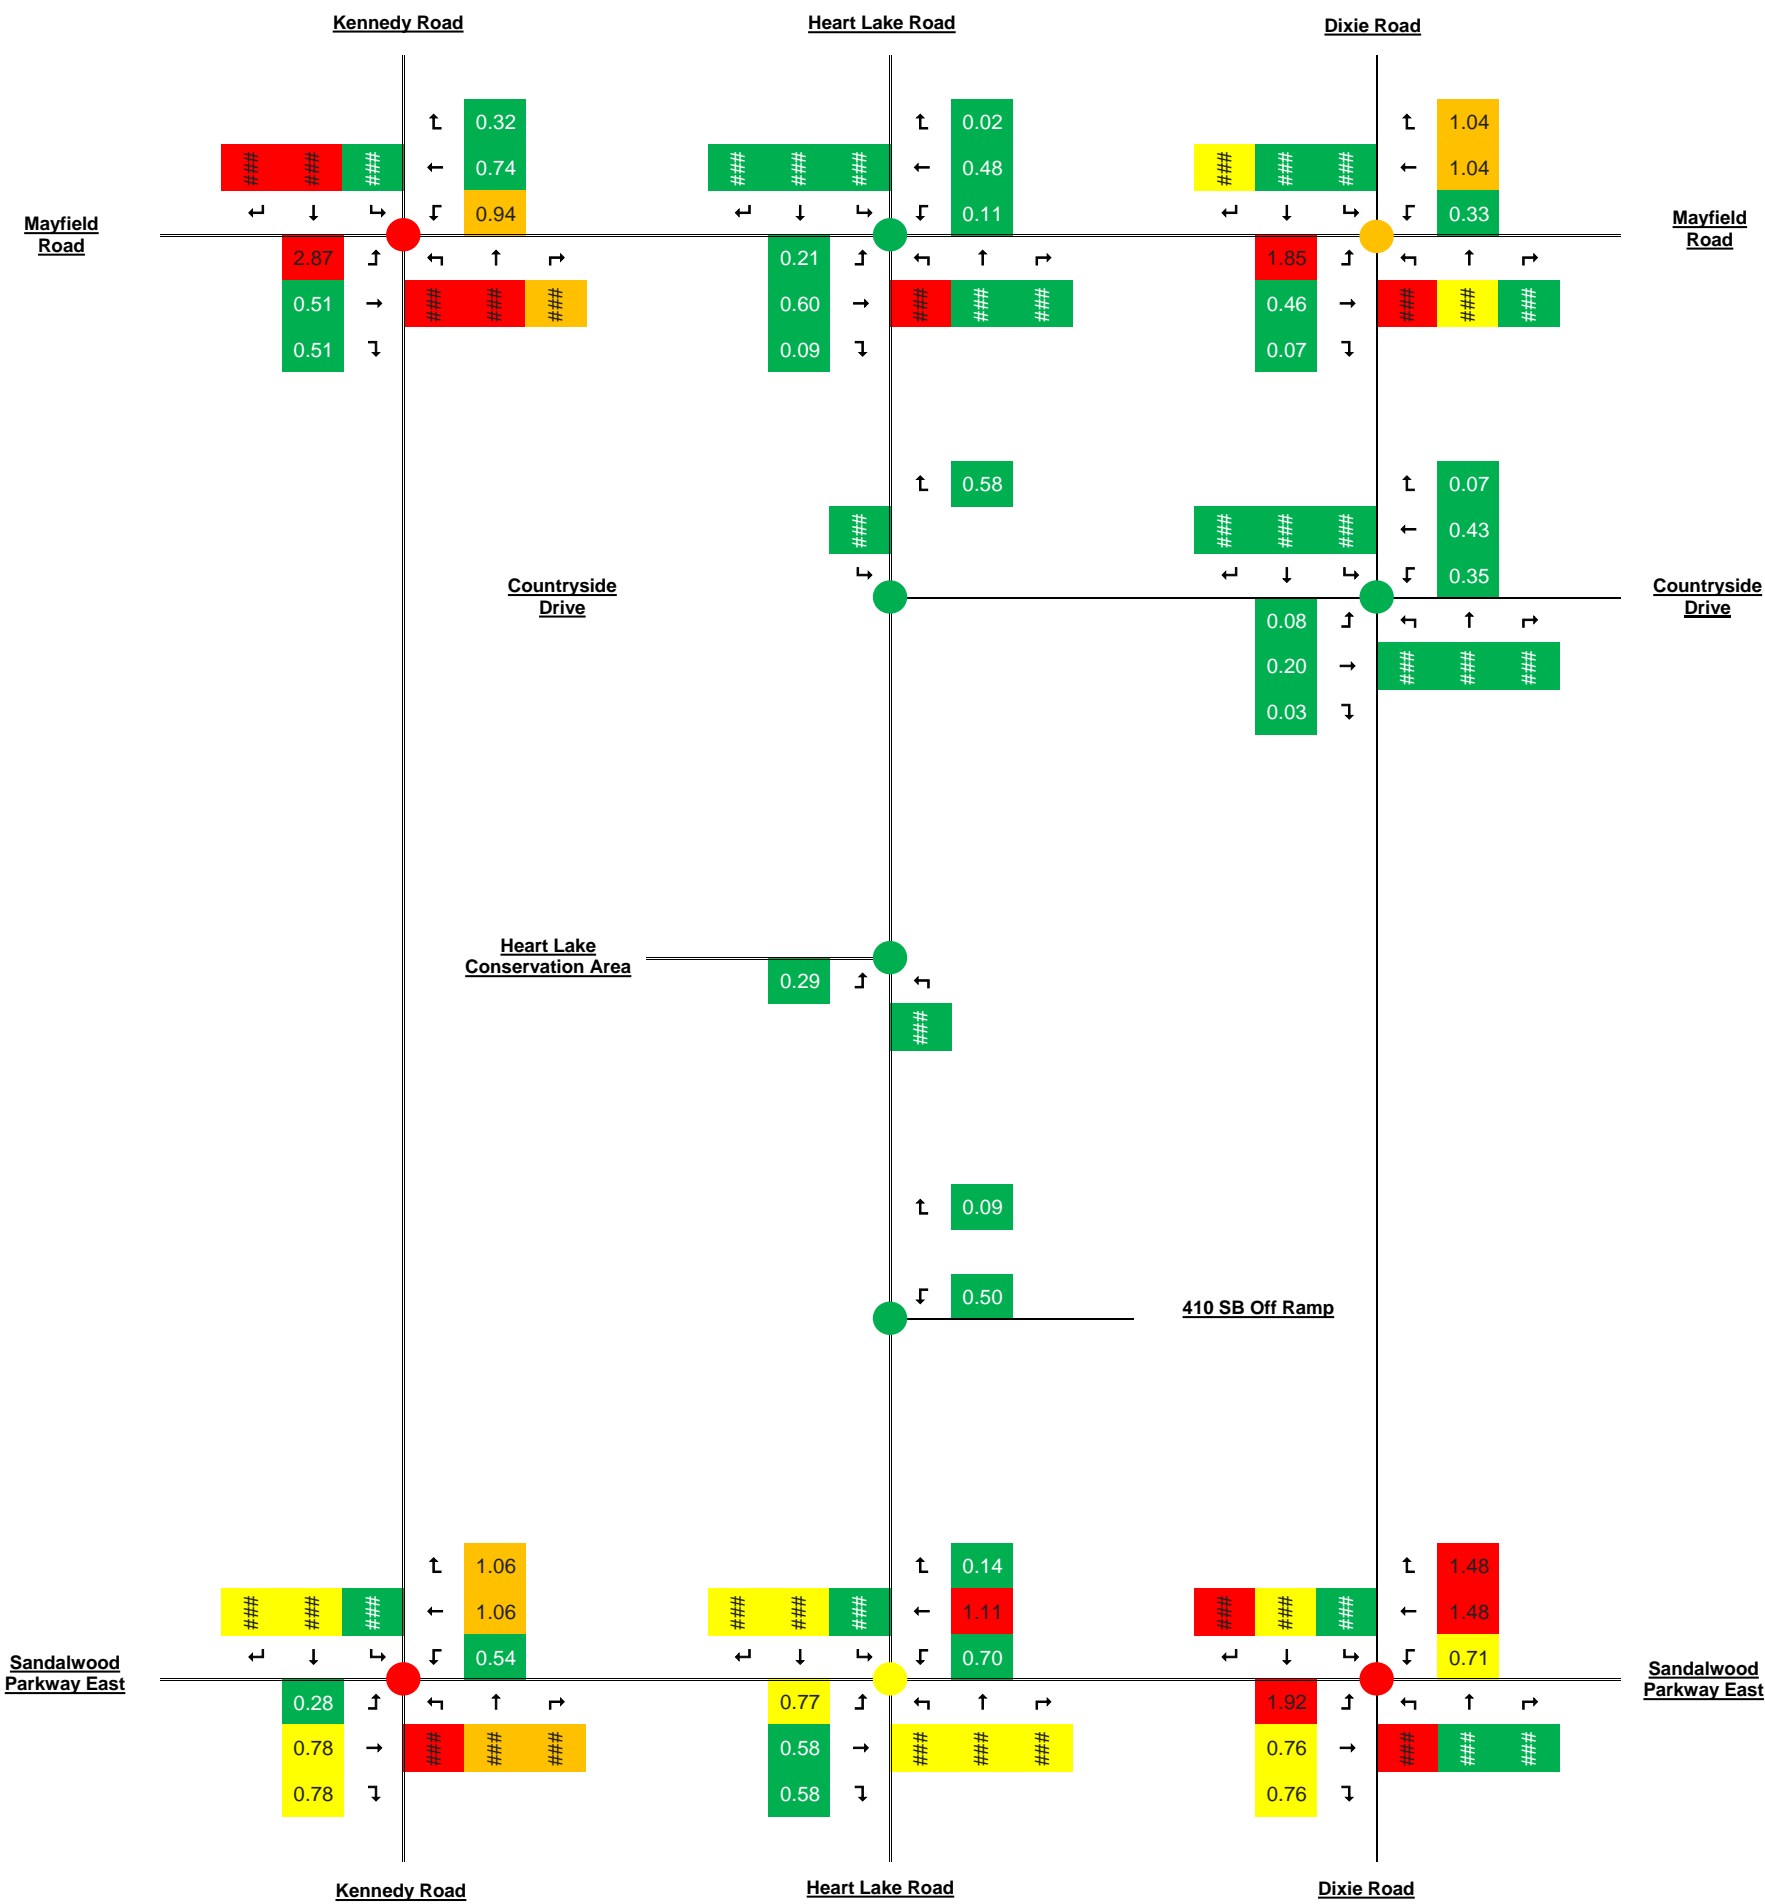 Kennedy Road
Heart Lake Road
Dixie Road
0.32
0.02
1.04
### ### ###
0.74
### ### ###
0.48
### ### ###
1.04
0.94
0.11
0.33
Mayfield
Road
Mayfield
Road
2.87
0.21
1.85
0.51
### ### ###
0.60
### ### ###
0.46
### ### ###
0.51
0.09
0.07
0.58
0.07
###
### ### ###
0.43
0.35
Countryside
Drive
Countryside
Drive
0.08
0.20
### ### ###
0.03
Heart Lake
Conservation Area
0.29
###
0.09
0.50
410 SB Off Ramp
1.06
0.14
1.48
### ### ###
1.06
### ### ###
1.11
### ### ###
1.48
0.54
0.70
0.71
Sandalwood
Parkway East
Sandalwood
Parkway East
0.28
0.77
1.92
0.78
### ### ###
0.58
### ### ###
0.76
### ### ###
0.78
0.58
0.76
Kennedy Road
Heart Lake Road
Dixie Road